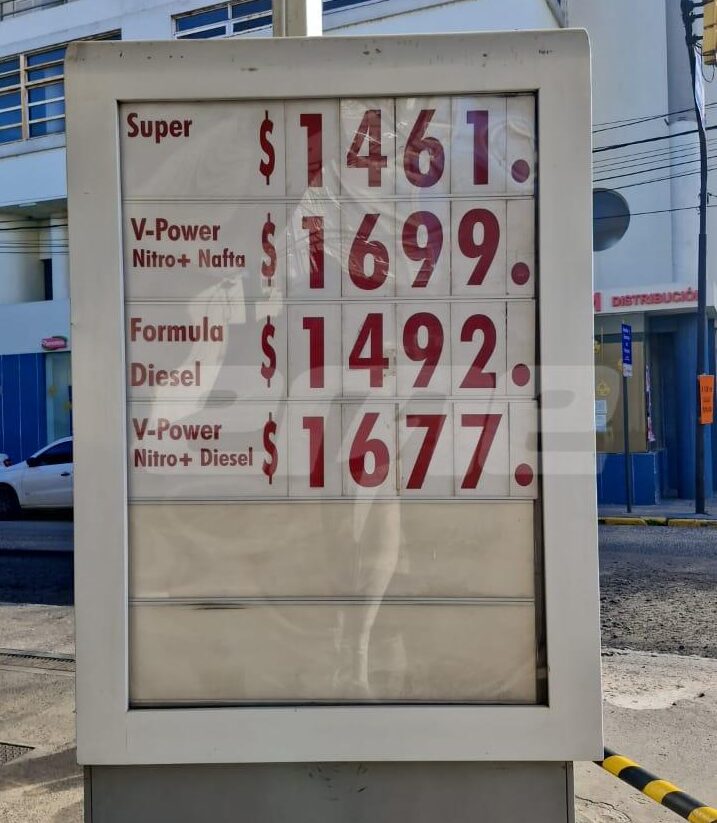 Super $ 1461.
V-Power
Nitro+ Nafta $ 1699.
Formula
Diesel $ 1492.
V-Power
Nitro+ Diesel $ 1677.
DISTRIBUCIÓN